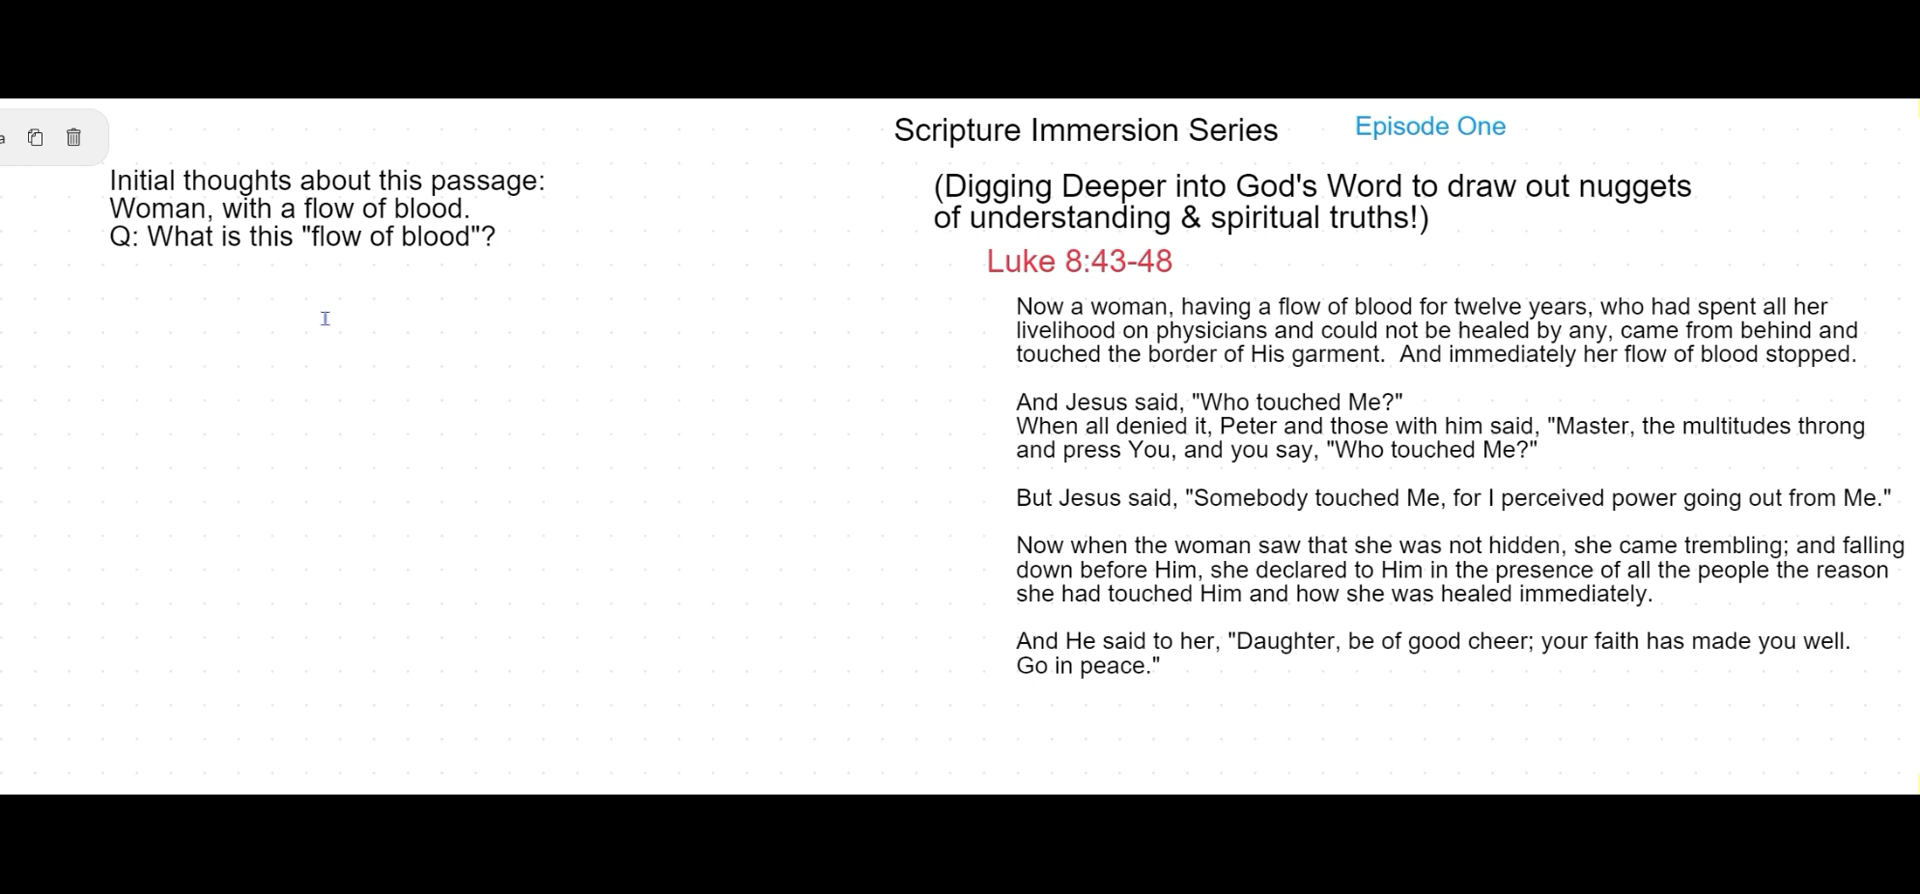 a
Initial thoughts about this passage:
Woman, with a flow of blood.
Q: What is this "flow of blood"?
Scripture Immersion Series
Episode One
(Digging Deeper into God's Word to draw out nuggets
of understanding & spiritual truths!)
Luke 8:43-48
Now a woman, having a flow of blood for twelve years, who had spent all her
livelihood on physicians and could not be healed by any, came from behind and
touched the border of His garment.  And immediately her flow of blood stopped.
And Jesus said, "Who touched Me?"
When all denied it, Peter and those with him said, "Master, the multitudes throng
and press You, and you say, "Who touched Me?"
But Jesus said, "Somebody touched Me, for I perceived power going out from Me."
Now when the woman saw that she was not hidden, she came trembling; and falling
down before Him, she declared to Him in the presence of all the people the reason
she had touched Him and how she was healed immediately.
And He said to her, "Daughter, be of good cheer; your faith has made you well.
Go in peace."